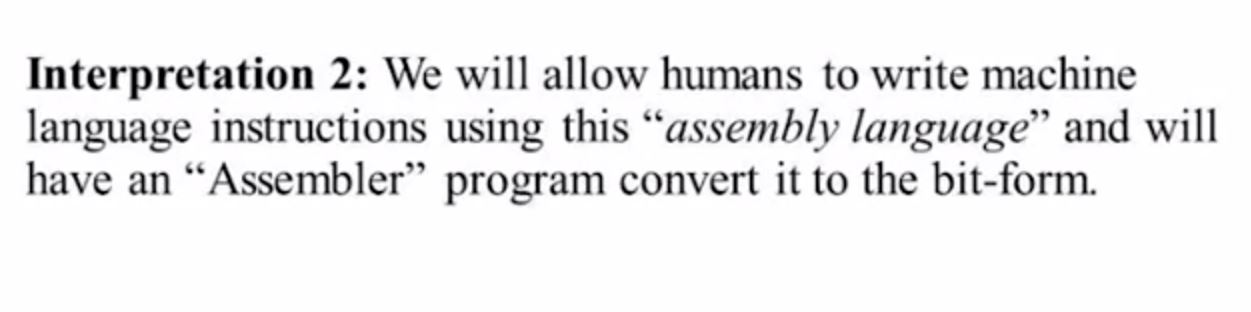 Interpretation 2: We will allow humans to write machine
language instructions using this “assembly language” and will
have an “Assembler” program convert it to the bit-form.